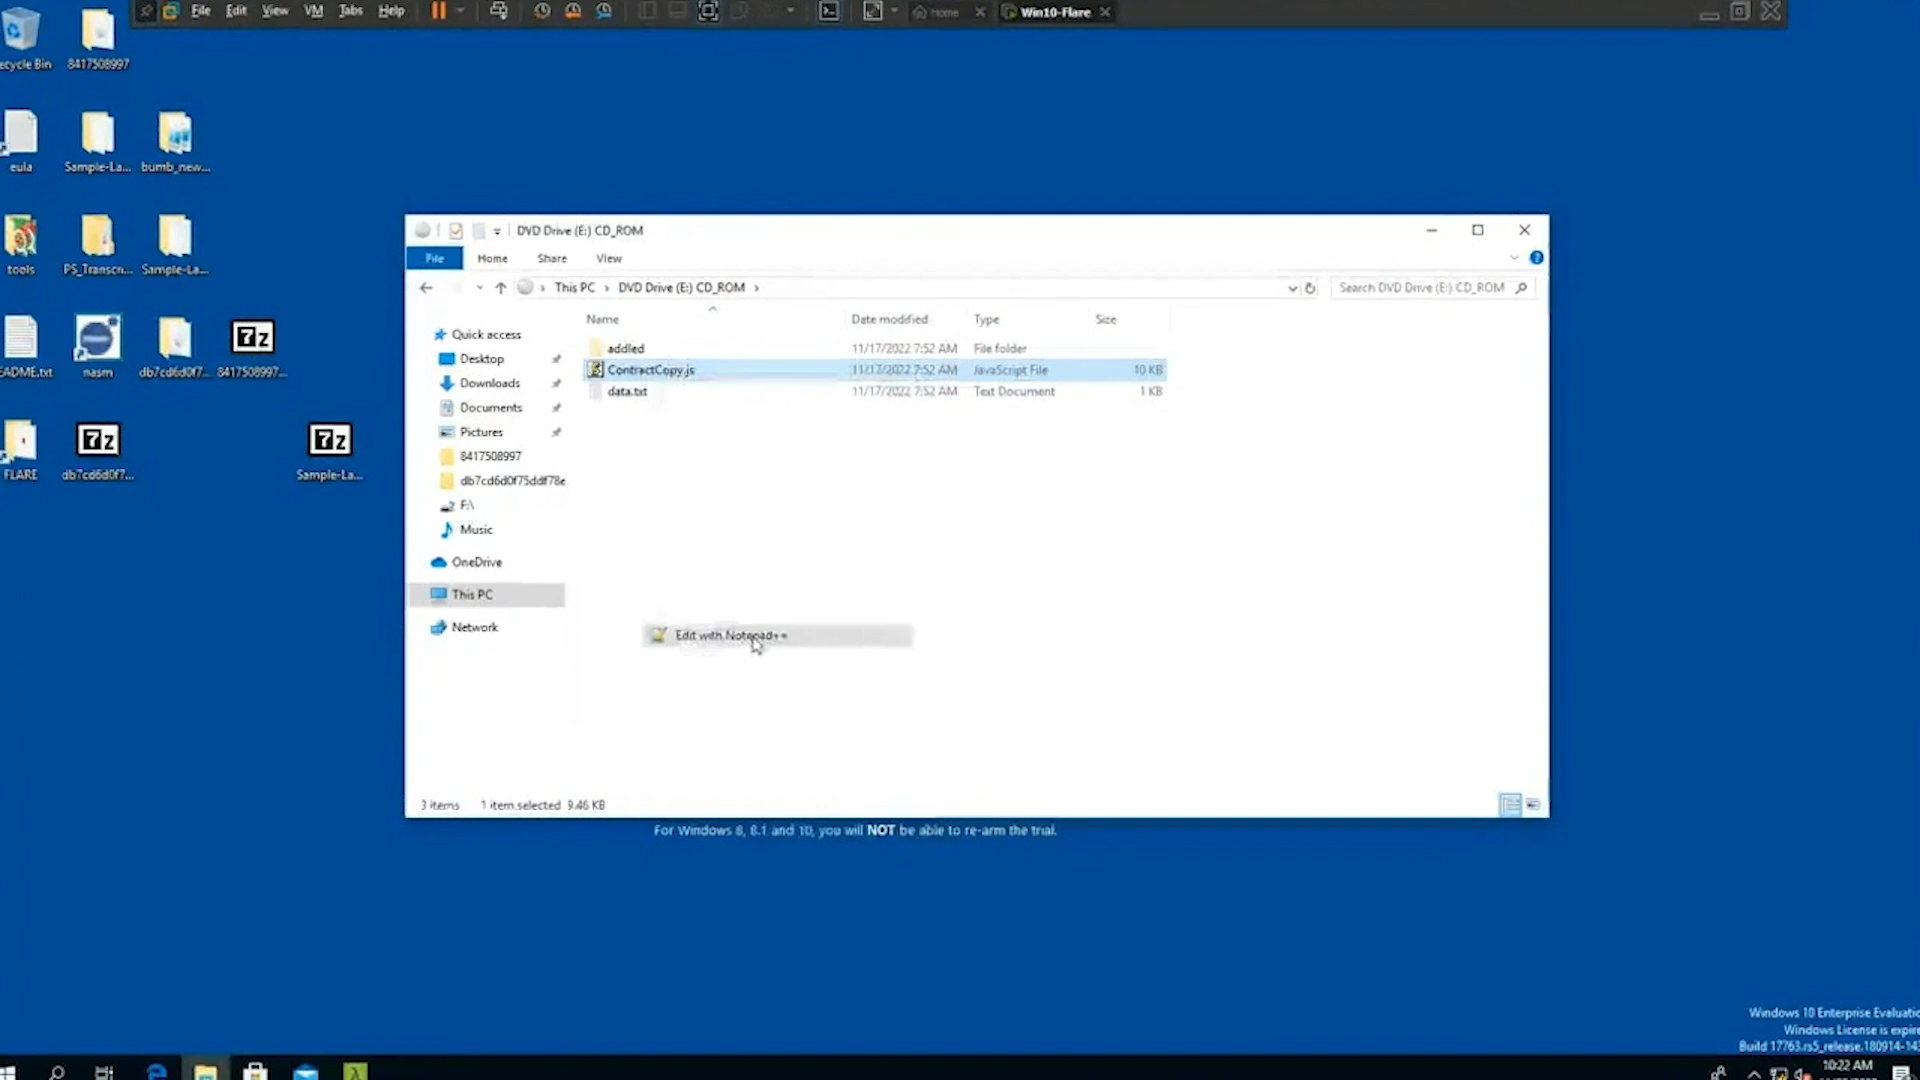 File Edit View VM Tabs Help Home Win10-Flare
ecycle Bin 8417508997
eula Sample-La... bumb_new...
tools PS_Transcri... Sample-La...
EADME.txt nasm db7cd6d0f7... 8417508997...
FLARE db7cd6d0f7... Sample-La...
DVD Drive (E:) CD_ROM
File Home Share View
This PC > DVD Drive (E:) CD_ROM > Search DVD Drive (E:) CD_ROM
Name Date modified Type Size
Quick access
Desktop
Downloads
Documents
Pictures
8417508997
db7cd6d0f75ddf78e
F:\
Music
OneDrive
This PC
Network
addled 11/17/2022 7:52 AM File folder
ContractCopy.js 11/17/2022 7:52 AM JavaScript File 10 KB
data.txt 11/17/2022 7:52 AM Text Document 1 KB
Edit with Notepad++
3 items 1 item selected 9.46 KB
For Windows 8, 8.1 and 10, you will NOT be able to re-arm the trial.
Windows 10 Enterprise Evaluatio
Windows License is expire
Build 17763.rs5_release.180914-143
10:22 AM